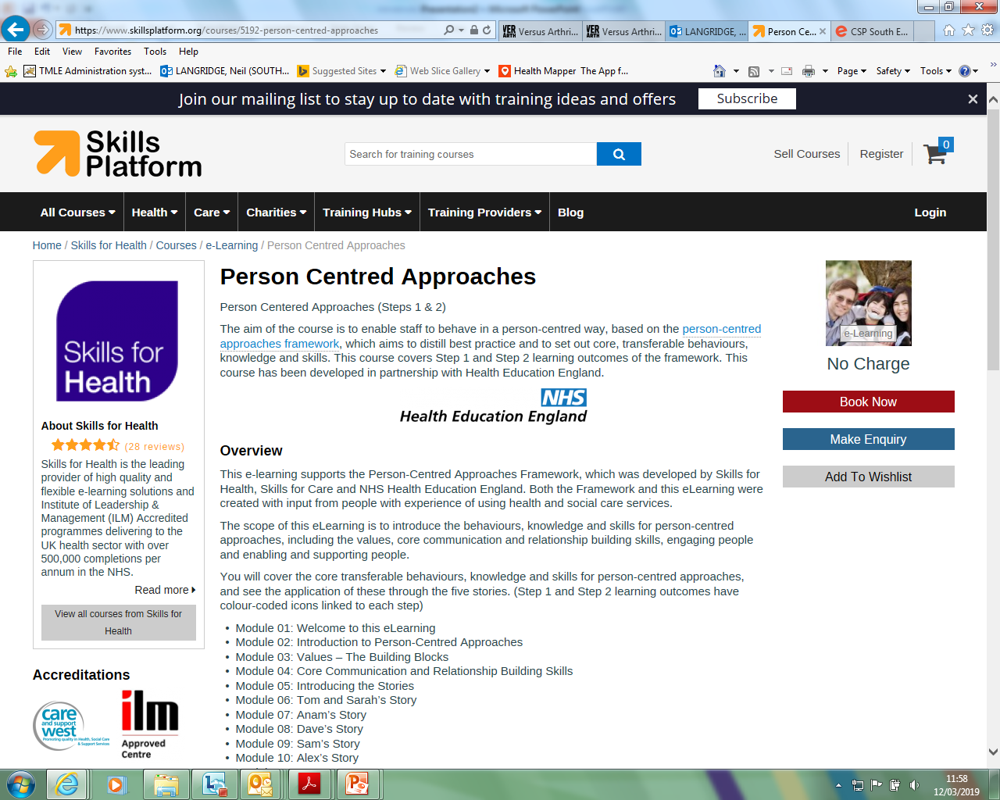 https://www.skillsplatform.org/courses/5192-person-centred-approaches
Versus Arthri...
Versus Arthri...
LANGRIDGE, ...
Person Ce...
CSP South E...
File Edit View Favorites Tools Help
TMLE Administration syst...
LANGRIDGE, Neil (SOUTH...
Suggested Sites
Web Slice Gallery
Health Mapper The App f...
Page Safety Tools
Join our mailing list to stay up to date with training ideas and offers
Subscribe
Skills
Platform
Search for training courses
Sell Courses
Register
0
All Courses
Health
Care
Charities
Training Hubs
Training Providers
Blog
Login
Home / Skills for Health / Courses / e-Learning / Person Centred Approaches
Skills for
Health
About Skills for Health
(28 reviews)
Skills for Health is the leading
provider of high quality and
flexible e-learning solutions and
Institute of Leadership &
Management (ILM) Accredited
programmes delivering to the
UK health sector with over
500,000 completions per
annum in the NHS.
Read more
View all courses from Skills for
Health
Accreditations
care
and support
west
Promoting quality in Health, Social Care
& Support Services
ilm
Approved
Centre
Person Centred Approaches
Person Centered Approaches (Steps 1 & 2)
The aim of the course is to enable staff to behave in a person-centred way, based on the person-centred
approaches framework, which aims to distill best practice and to set out core, transferable behaviours,
knowledge and skills. This course covers Step 1 and Step 2 learning outcomes of the framework. This
course has been developed in partnership with Health Education England.
NHS
Health Education England
Overview
This e-learning supports the Person-Centred Approaches Framework, which was developed by Skills for
Health, Skills for Care and NHS Health Education England. Both the Framework and this eLearning were
created with input from people with experience of using health and social care services.
The scope of this eLearning is to introduce the behaviours, knowledge and skills for person-centred
approaches, including the values, core communication and relationship building skills, engaging people
and enabling and supporting people.
You will cover the core transferable behaviours, knowledge and skills for person-centred approaches,
and see the application of these through the five stories. (Step 1 and Step 2 learning outcomes have
colour-coded icons linked to each step)
• Module 01: Welcome to this eLearning
• Module 02: Introduction to Person-Centred Approaches
• Module 03: Values – The Building Blocks
• Module 04: Core Communication and Relationship Building Skills
• Module 05: Introducing the Stories
• Module 06: Tom and Sarah's Story
• Module 07: Anam's Story
• Module 08: Dave's Story
• Module 09: Sam's Story
• Module 10: Alex's Story
e-Learning
No Charge
Book Now
Make Enquiry
Add To Wishlist
11:58
12/03/2019